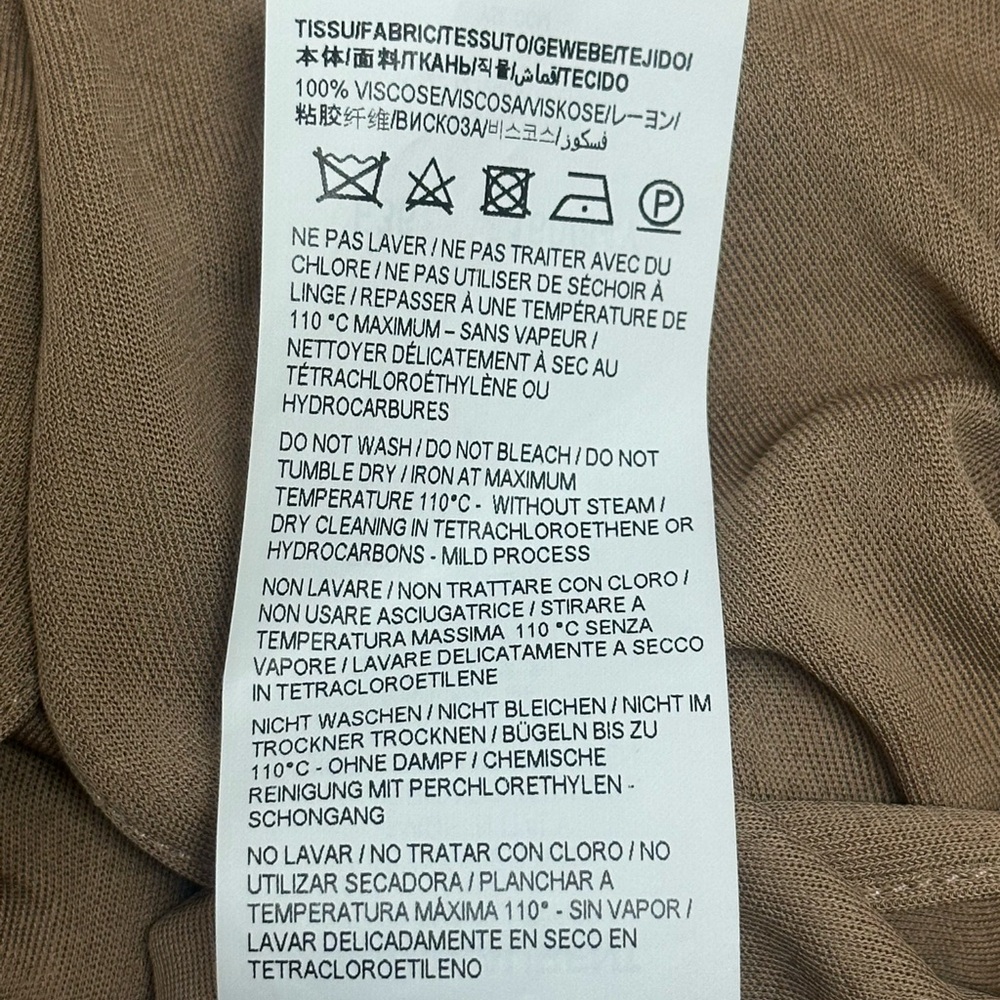 TISSU/FABRIC/TESSUTO/GEWEBE/TEJIDO/
本体/面料/ТКАНЬ/직물/قماش/TECIDO
100% VISCOSE/VISCOSA/VISKOSE/レーヨン/
粘胶纤维/ВИСКОЗА/비스코스/فسكوز
P
NE PAS LAVER / NE PAS TRAITER AVEC DU
CHLORE / NE PAS UTILISER DE SÉCHOIR À
LINGE / REPASSER À UNE TEMPÉRATURE DE
110 °C MAXIMUM – SANS VAPEUR /
NETTOYER DÉLICATEMENT À SEC AU
TÉTRACHLOROÉTHYLÈNE OU
HYDROCARBURES
DO NOT WASH / DO NOT BLEACH / DO NOT
TUMBLE DRY / IRON AT MAXIMUM
TEMPERATURE 110°C - WITHOUT STEAM /
DRY CLEANING IN TETRACHLOROETHENE OR
HYDROCARBONS - MILD PROCESS
NON LAVARE / NON TRATTARE CON CLORO /
NON USARE ASCIUGATRICE / STIRARE A
TEMPERATURA MASSIMA 110 °C SENZA
VAPORE / LAVARE DELICATAMENTE A SECCO
IN TETRACLOROETILENE
NICHT WASCHEN / NICHT BLEICHEN / NICHT IM
TROCKNER TROCKNEN / BÜGELN BIS ZU
110°C - OHNE DAMPF / CHEMISCHE
REINIGUNG MIT PERCHLORETHYLEN -
SCHONGANG
NO LAVAR / NO TRATAR CON CLORO / NO
UTILIZAR SECADORA / PLANCHAR A
TEMPERATURA MÁXIMA 110° - SIN VAPOR /
LAVAR DELICADAMENTE EN SECO EN
TETRACLOROETILENO